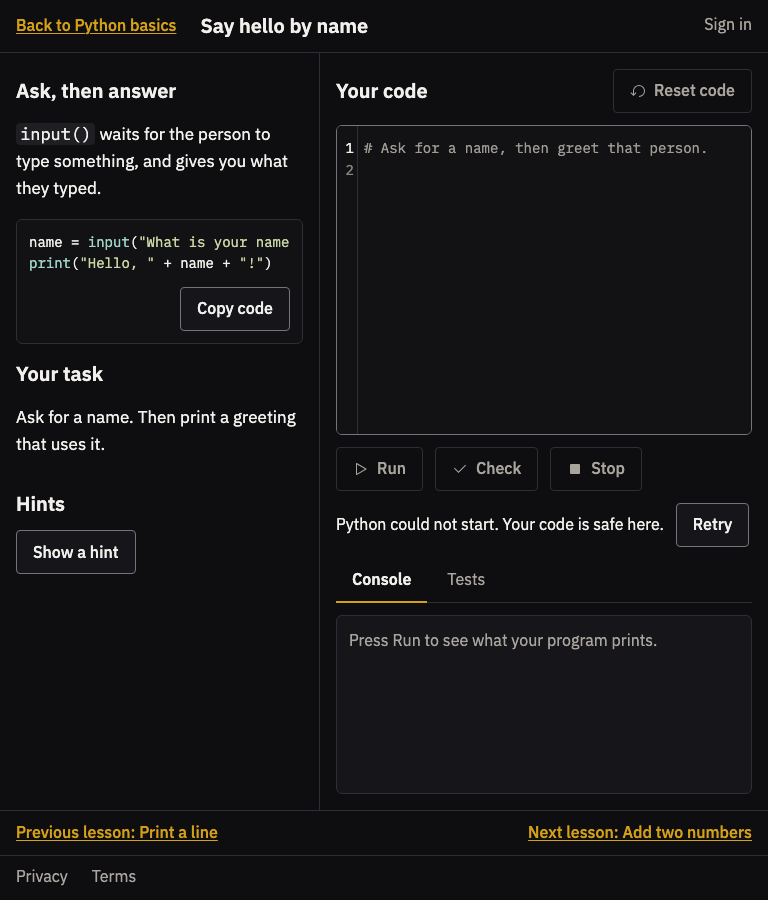 Back to Python basics
Say hello by name
Sign in
Ask, then answer
input() waits for the person to
type something, and gives you what
they typed.
name = input("What is your name
print("Hello, " + name + "!")
Copy code
Your task
Ask for a name. Then print a greeting
that uses it.
Hints
Show a hint
Your code
Reset code
1 # Ask for a name, then greet that person.
2
Run
Check
Stop
Python could not start. Your code is safe here.
Retry
Console
Tests
Press Run to see what your program prints.
Previous lesson: Print a line
Next lesson: Add two numbers
Privacy
Terms